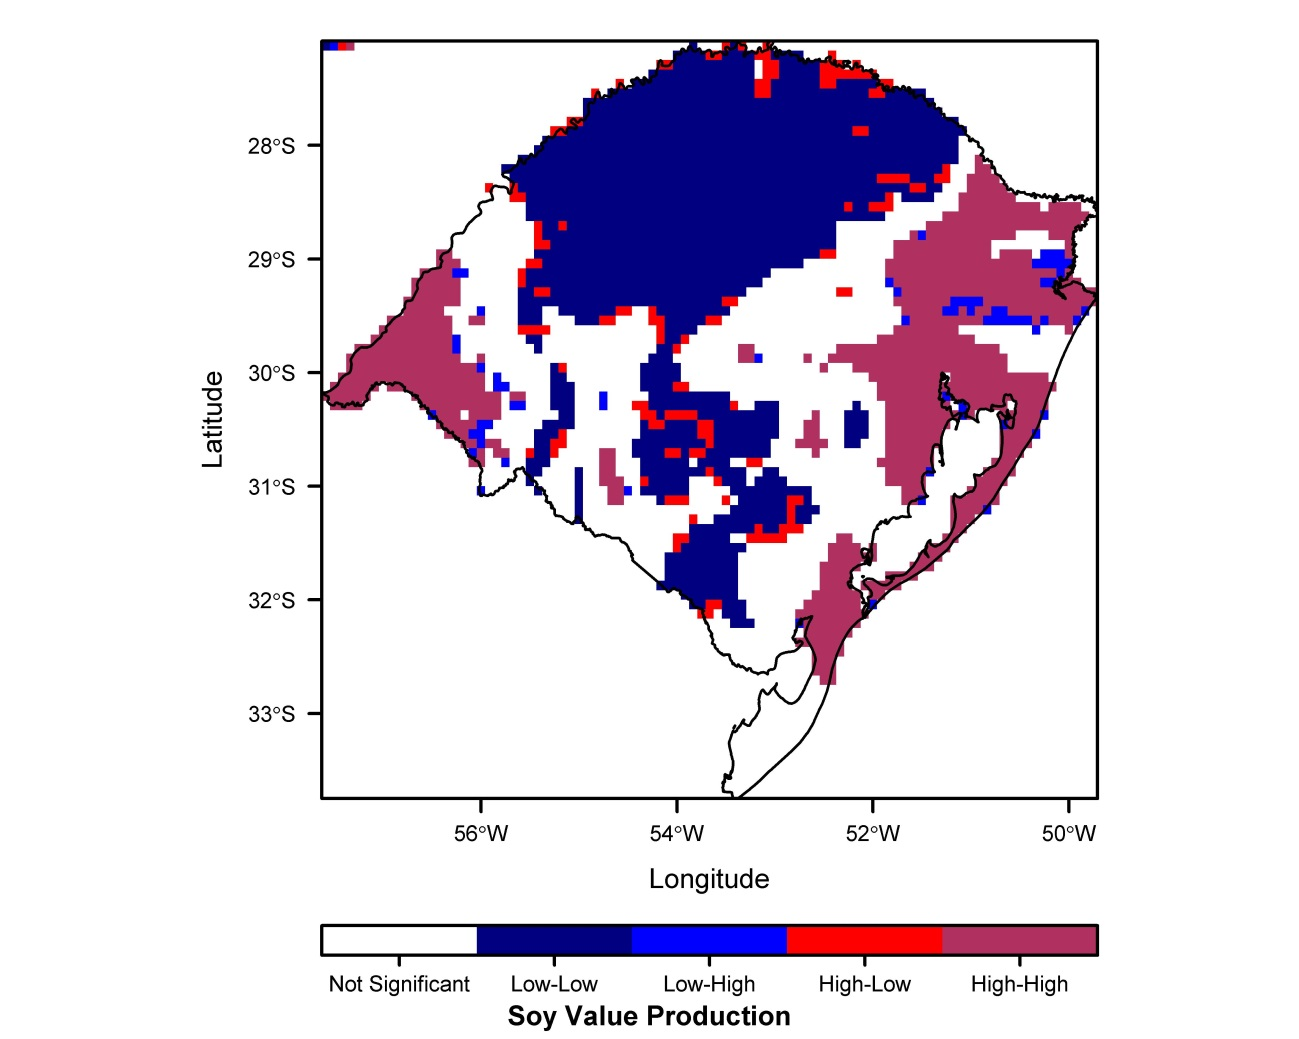 28°S
29°S
30°S
31°S
32°S
33°S
Latitude
56°W 54°W 52°W 50°W
Longitude
Not Significant Low-Low Low-High High-Low High-High
Soy Value Production